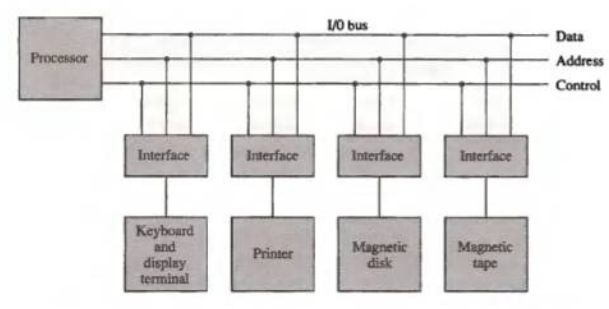 I/0 bus
Data
Processor
Address
Control
Interface
Interface
Interface
Interface
Keyboard
and
display
terminal
Printer
Magnetic
disk
Magnetic
tape